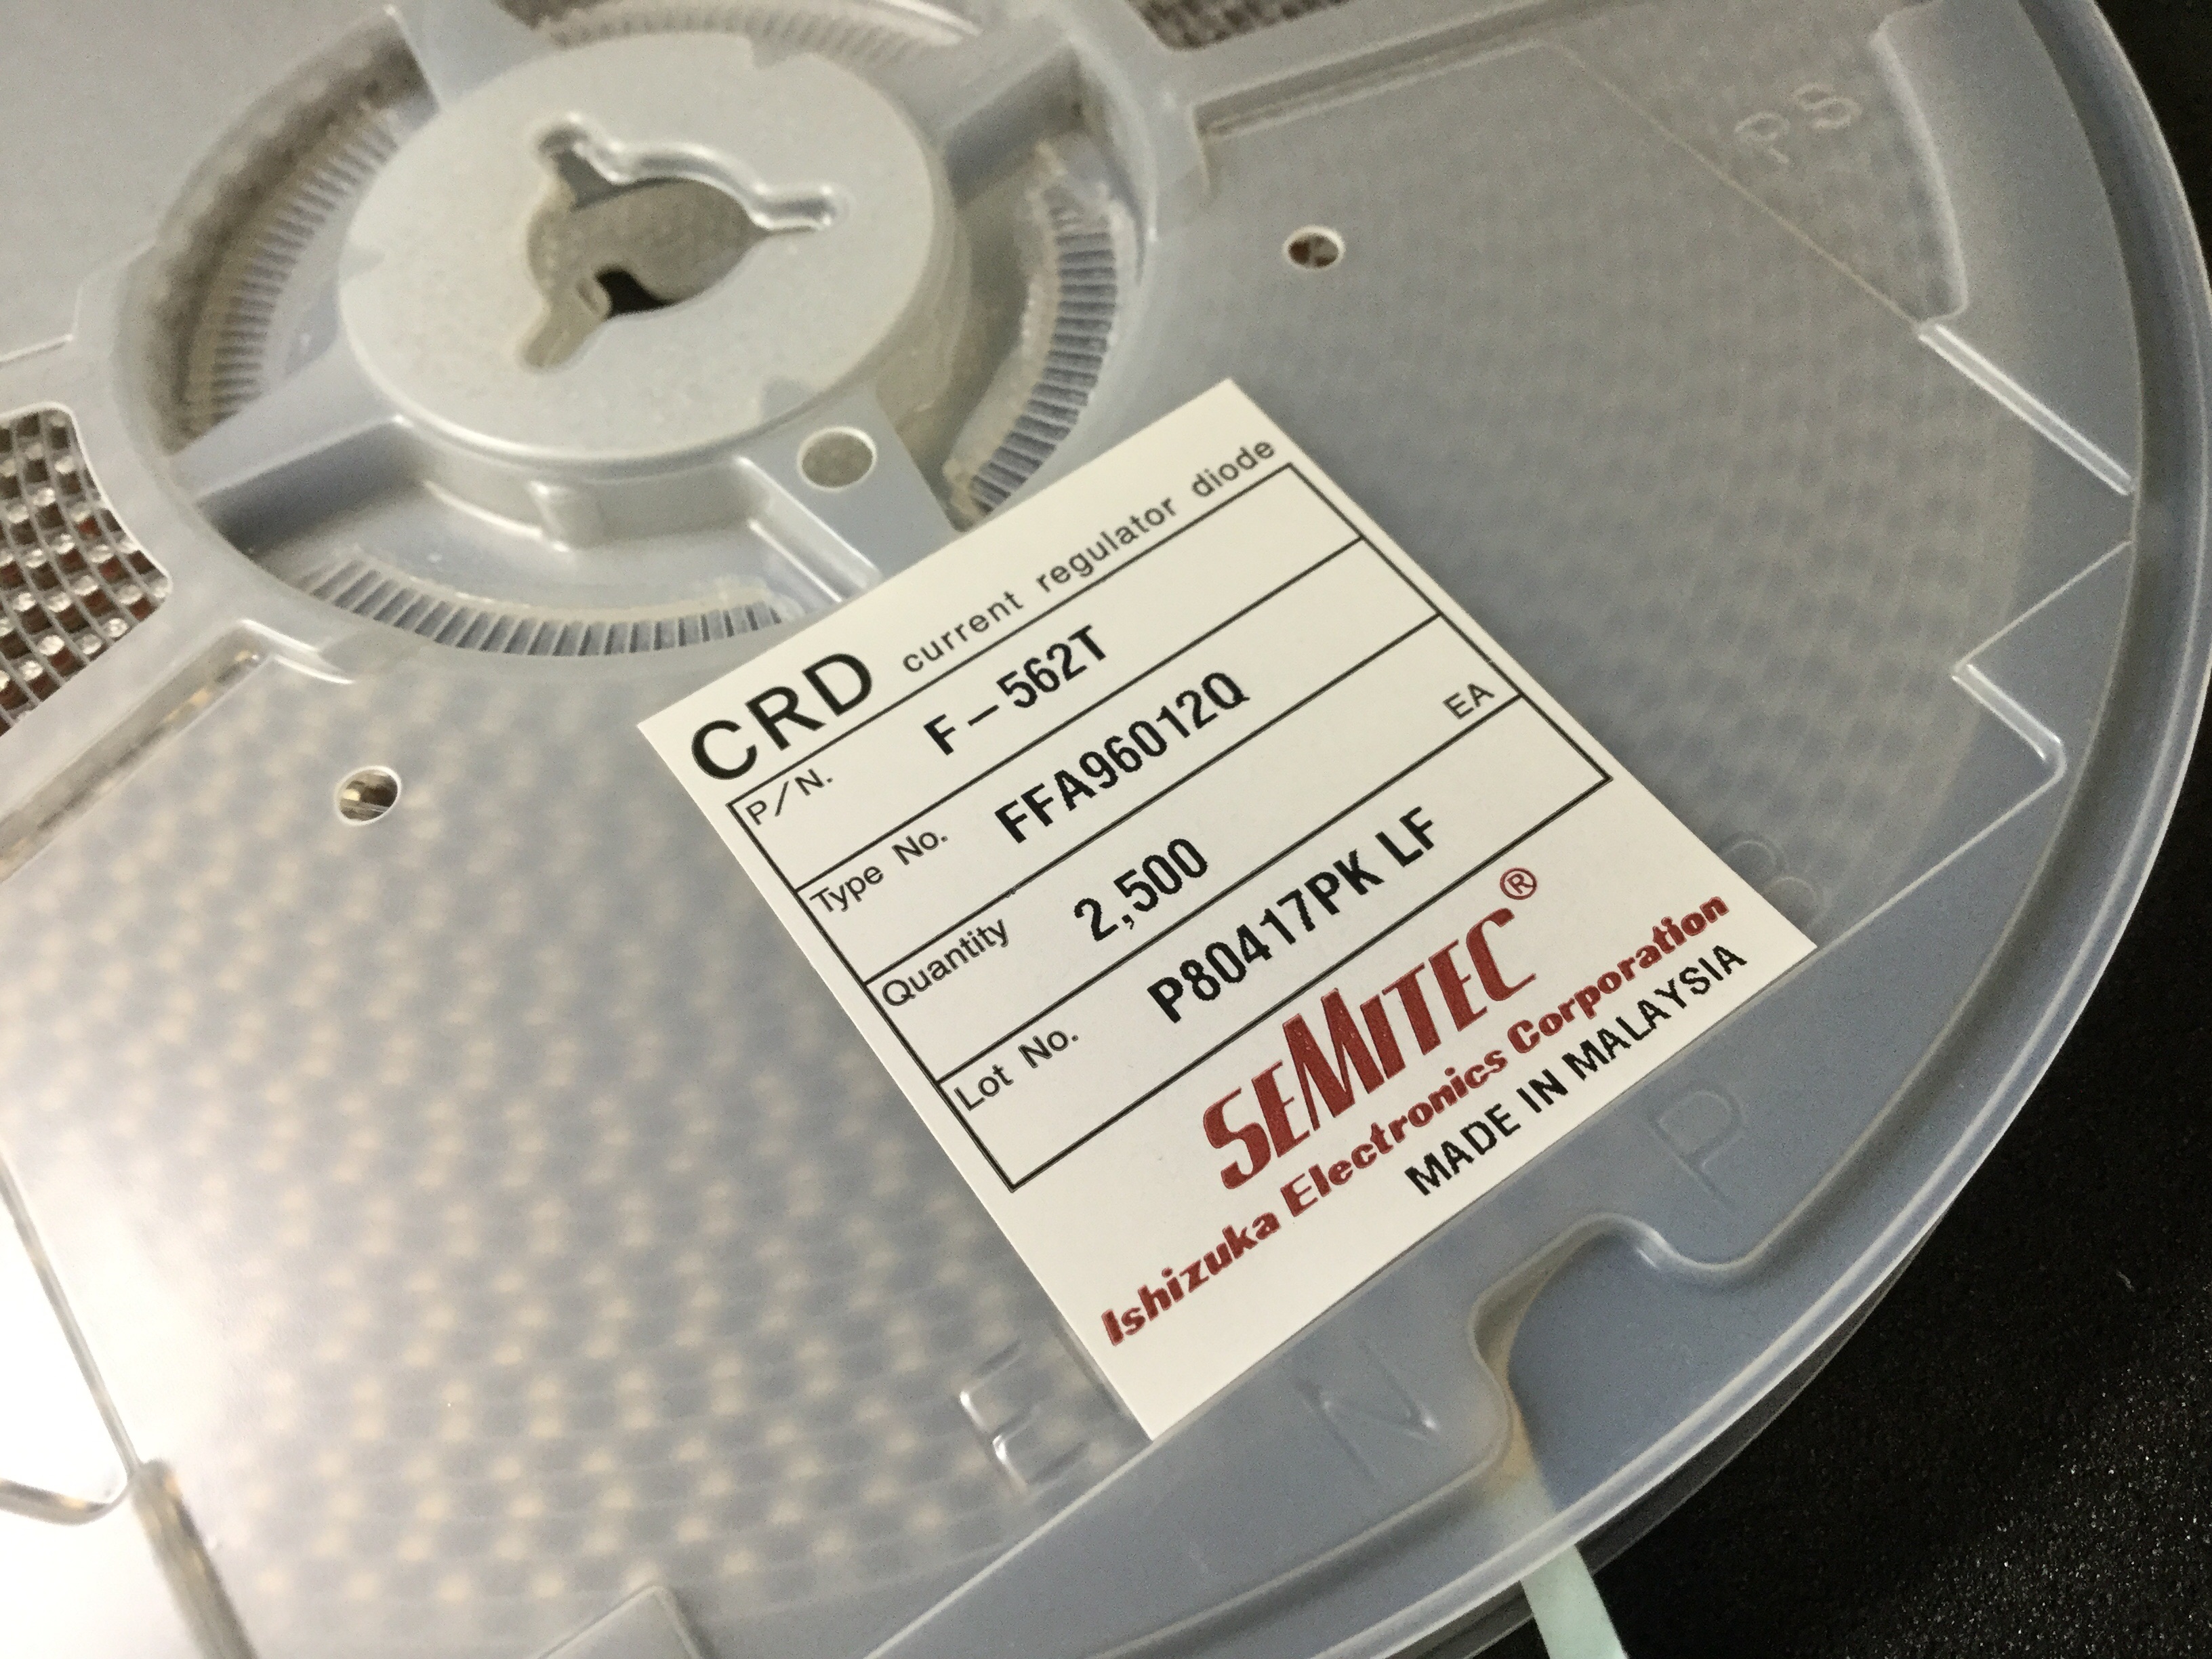 PS
CRD current regulator diode
P/N. F-562T
Type No. FFA96012Q
Quantity 2,500 EA
Lot No. P80417PK LF
SEMITEC®
Ishizuka Electronics Corporation
MADE IN MALAYSIA